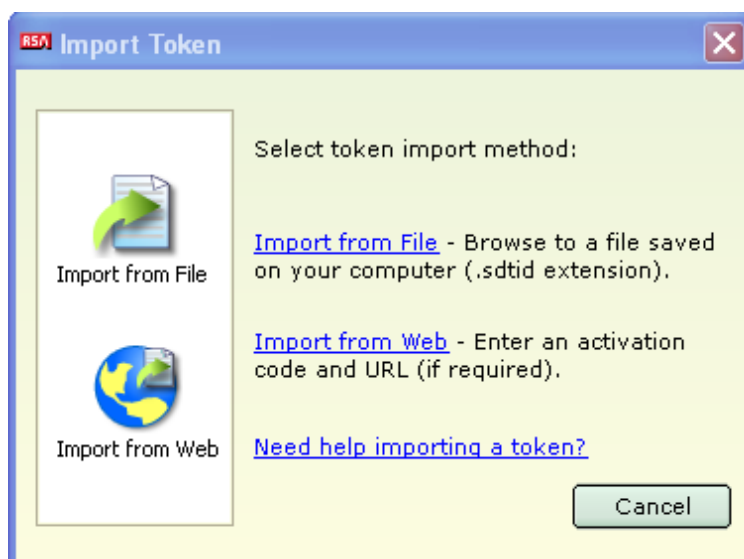 RSA Import Token
Select token import method:
Import from File
Import from File - Browse to a file saved
on your computer (.sdtid extension).
Import from Web
Import from Web - Enter an activation
code and URL (if required).
Need help importing a token?
Cancel